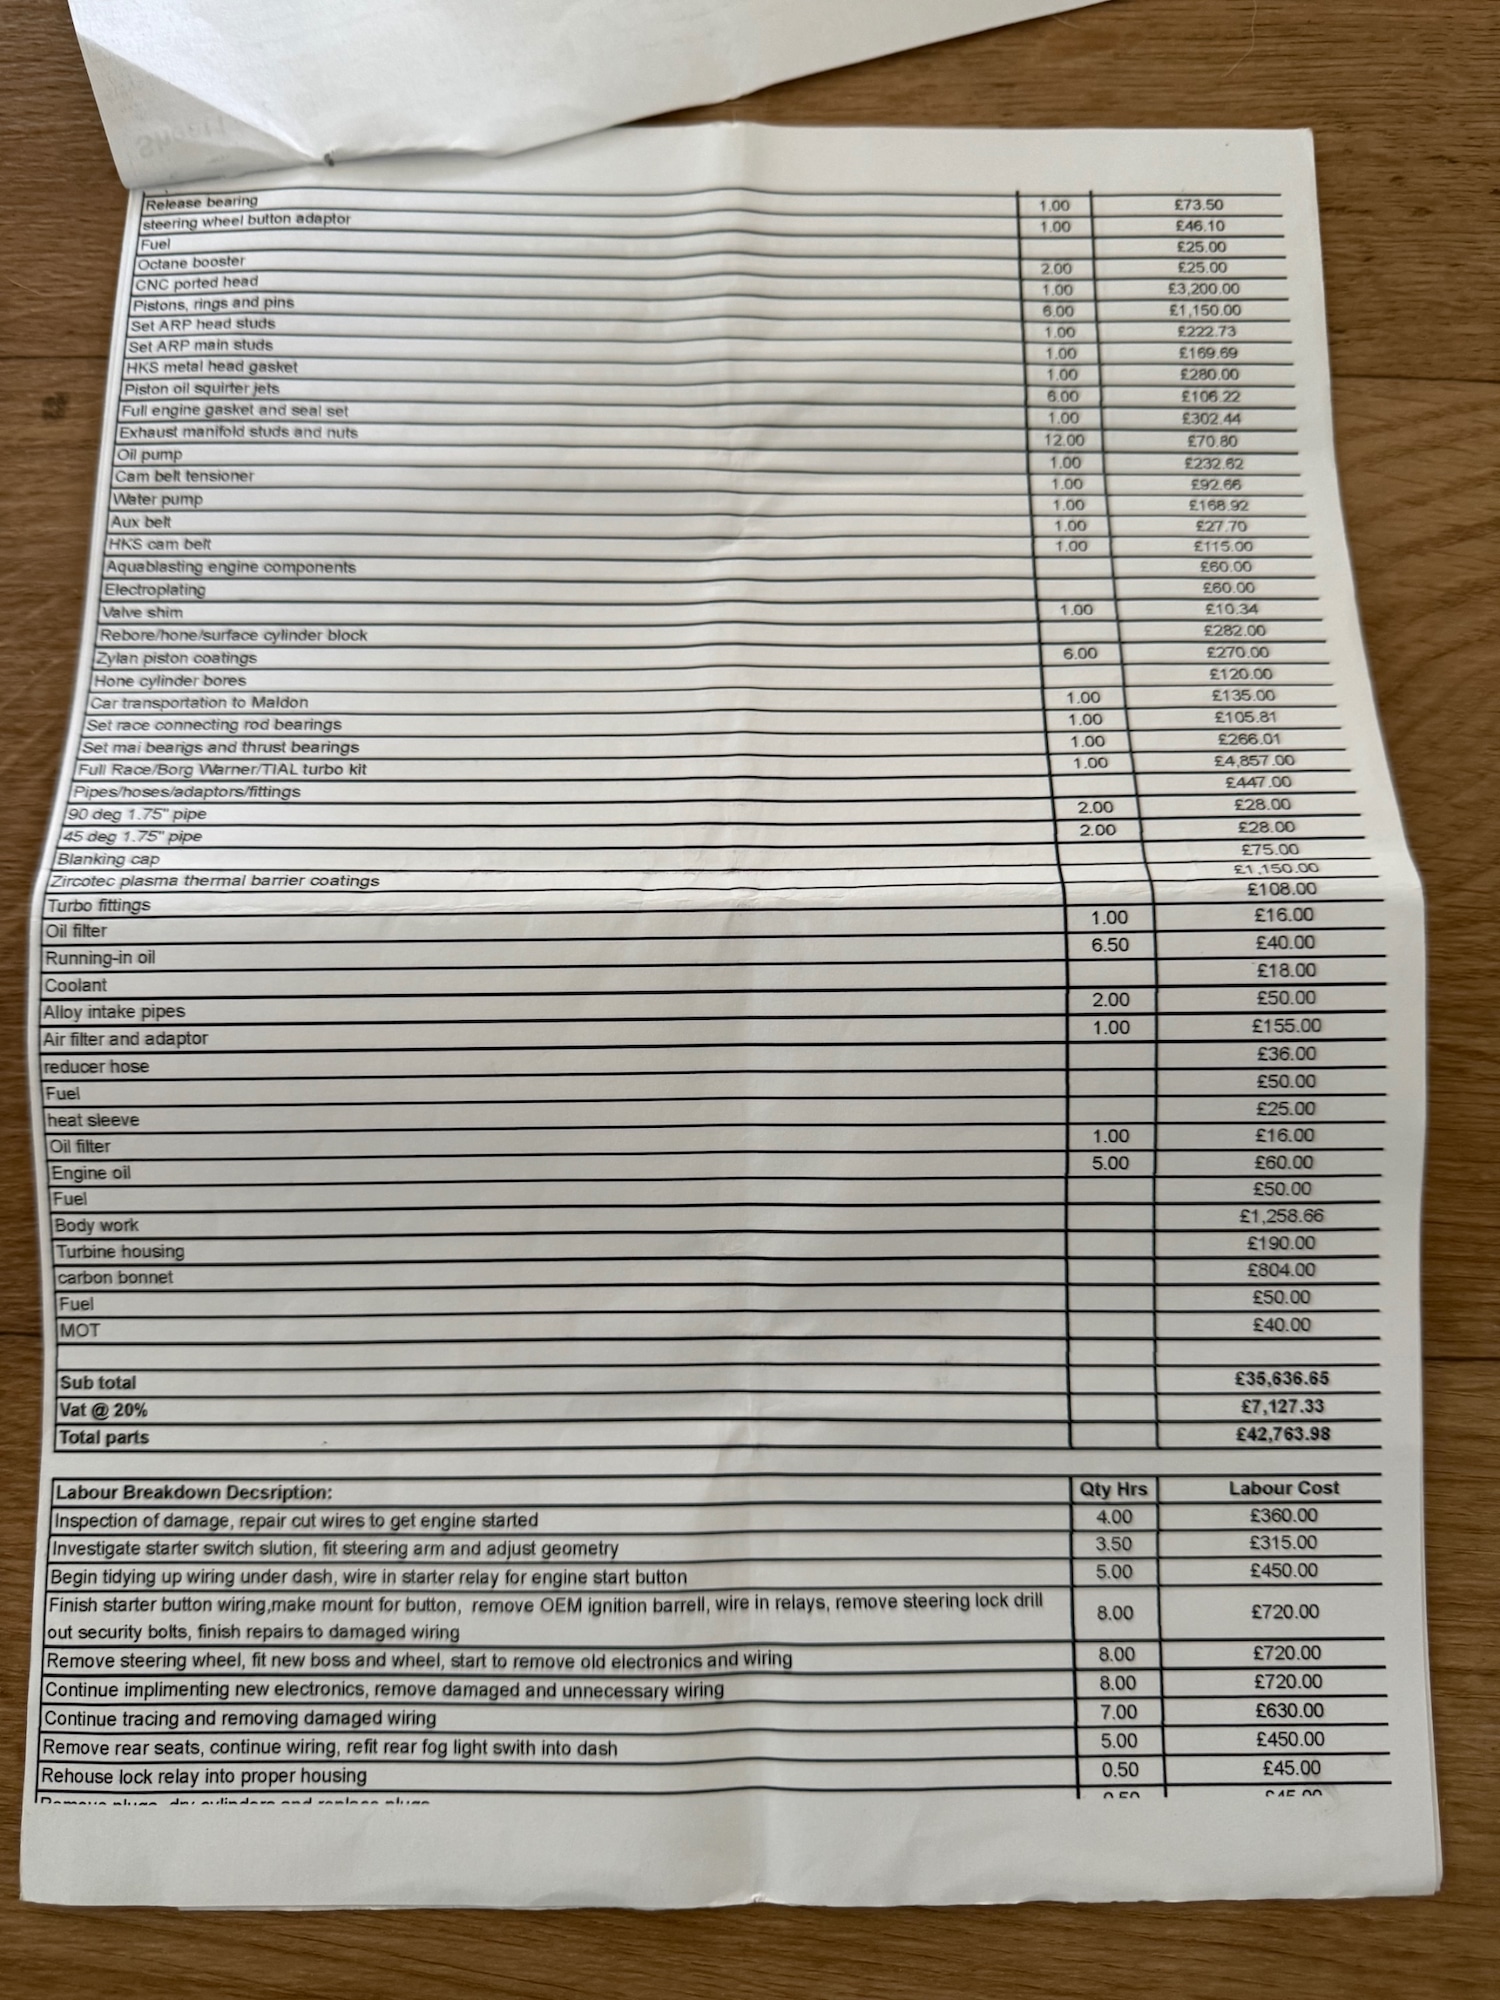 Release bearing 1.00 £73.50
steering wheel button adaptor 1.00 £46.10
Fuel £25.00
Octane booster 2.00 £25.00
CNC ported head 1.00 £3,200.00
Pistons, rings and pins 6.00 £1,150.00
Set ARP head studs 1.00 £222.73
Set ARP main studs 1.00 £169.69
HKS metal head gasket 1.00 £280.00
Piston oil squirter jets 6.00 £106.22
Full engine gasket and seal set 1.00 £302.44
Exhaust manifold studs and nuts 12.00 £70.80
Oil pump 1.00 £232.62
Cam belt tensioner 1.00 £92.66
Water pump 1.00 £168.92
Aux belt 1.00 £27.70
HKS cam belt 1.00 £115.00
Aquablasting engine components £60.00
Electroplating £60.00
Valve shim 1.00 £10.34
Rebore/hone/surface cylinder block £282.00
Zylan piston coatings 6.00 £270.00
Hone cylinder bores £120.00
Car transportation to Maldon 1.00 £135.00
Set race connecting rod bearings 1.00 £105.81
Set mai bearigs and thrust bearings 1.00 £266.01
Full Race/Borg Warner/TIAL turbo kit 1.00 £4,857.00
Pipes/hoses/adaptors/fittings £447.00
90 deg 1.75" pipe 2.00 £28.00
45 deg 1.75" pipe 2.00 £28.00
Blanking cap £75.00
Zircotec plasma thermal barrier coatings £1,150.00
Turbo fittings £108.00
Oil filter 1.00 £16.00
Running-in oil 6.50 £40.00
Coolant £18.00
Alloy intake pipes 2.00 £50.00
Air filter and adaptor 1.00 £155.00
reducer hose £36.00
Fuel £50.00
heat sleeve £25.00
Oil filter 1.00 £16.00
Engine oil 5.00 £60.00
Fuel £50.00
Body work £1,258.66
Turbine housing £190.00
carbon bonnet £804.00
Fuel £50.00
MOT £40.00
Sub total £35,636.65
Vat @ 20% £7,127.33
Total parts £42,763.98
Labour Breakdown Decsription: Qty Hrs Labour Cost
Inspection of damage, repair cut wires to get engine started 4.00 £360.00
Investigate starter switch slution, fit steering arm and adjust geometry 3.50 £315.00
Begin tidying up wiring under dash, wire in starter relay for engine start button 5.00 £450.00
Finish starter button wiring,make mount for button, remove OEM ignition barrell, wire in relays, remove steering lock drill
out security bolts, finish repairs to damaged wiring 8.00 £720.00
Remove steering wheel, fit new boss and wheel, start to remove old electronics and wiring 8.00 £720.00
Continue implimenting new electronics, remove damaged and unnecessary wiring 8.00 £720.00
Continue tracing and removing damaged wiring 7.00 £630.00
Remove rear seats, continue wiring, refit rear fog light swith into dash 5.00 £450.00
Rehouse lock relay into proper housing 0.50 £45.00
Remove plugs, dry cylinders and replace plugs 0.50 £45.00